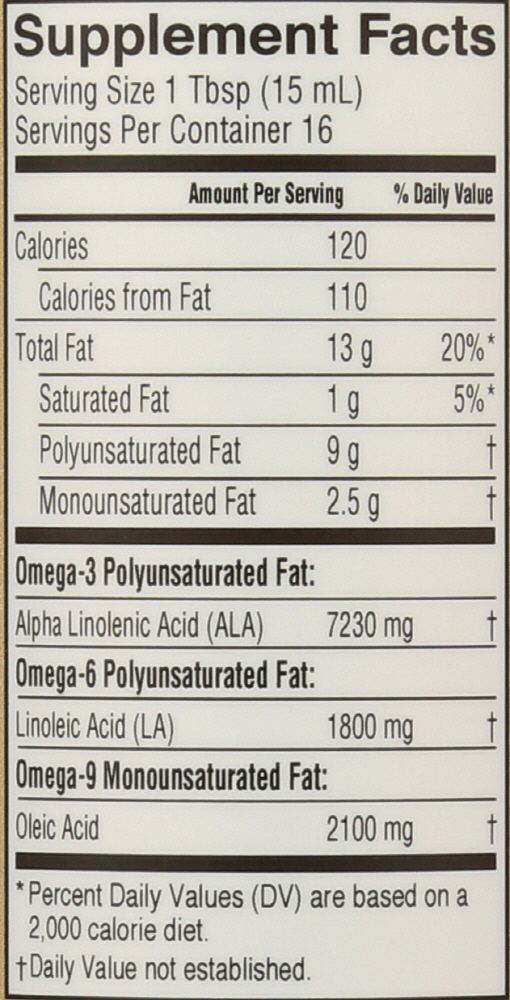 Supplement Facts
Serving Size 1 Tbsp (15 mL)
Servings Per Container 16
Amount Per Serving % Daily Value
Calories 120
Calories from Fat 110
Total Fat 13 g 20%*
Saturated Fat 1 g 5%*
Polyunsaturated Fat 9 g †
Monounsaturated Fat 2.5 g †
Omega-3 Polyunsaturated Fat:
Alpha Linolenic Acid (ALA) 7230 mg †
Omega-6 Polyunsaturated Fat:
Linoleic Acid (LA) 1800 mg †
Omega-9 Monounsaturated Fat:
Oleic Acid 2100 mg †
* Percent Daily Values (DV) are based on a
2,000 calorie diet.
† Daily Value not established.